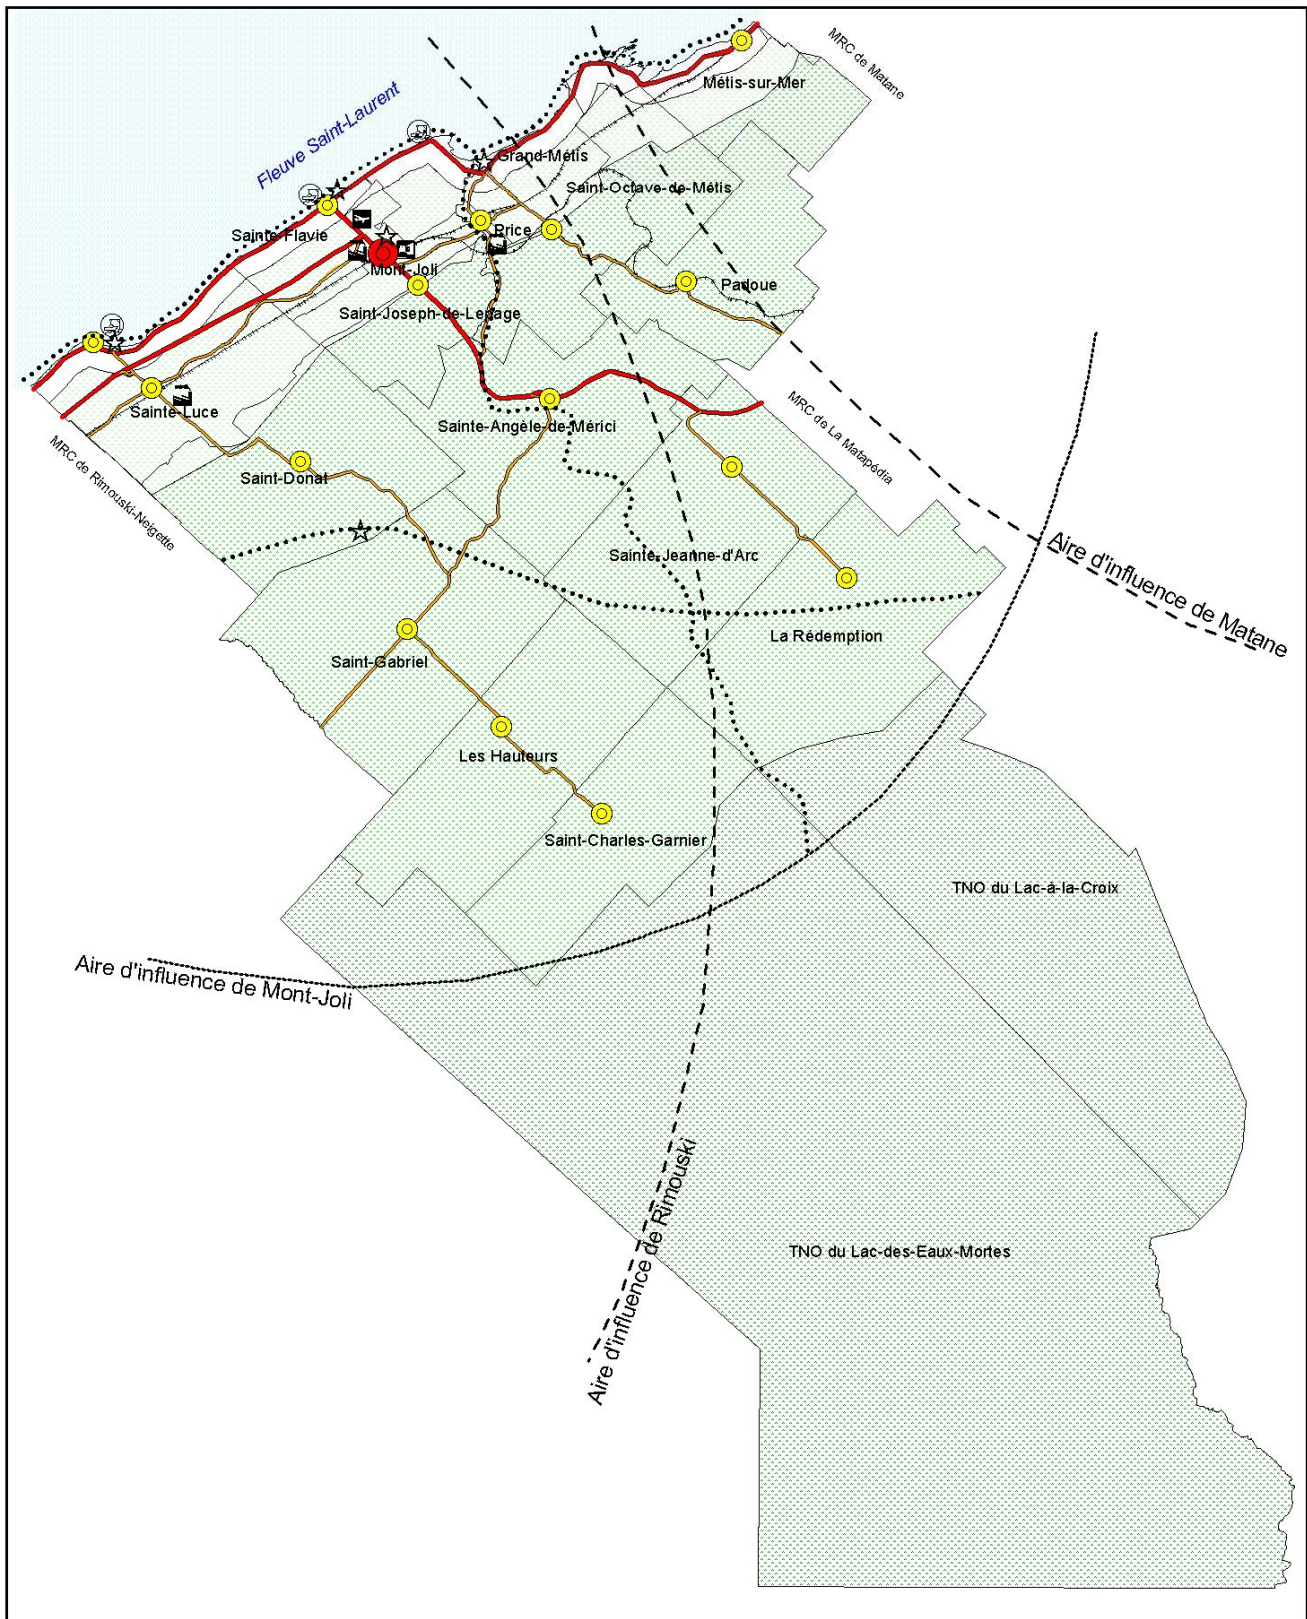 MRC de Matane
Métis-sur-Mer
Fleuve Saint-Laurent
Grand-Métis
Saint-Octave-de-Métis
Sainte-Flavie
Price
Mont-Joli
Padoue
Saint-Joseph-de-Lepage
MRC de La Matapédia
Sainte-Luce
Sainte-Angèle-de-Mérici
MRC de Rimouski-Neigette
Saint-Donat
Sainte-Jeanne-d'Arc
Aire d'influence de Matane
La Rédemption
Saint-Gabriel
Les Hauteurs
Saint-Charles-Garnier
TNO du Lac-à-la-Croix
Aire d'influence de Mont-Joli
Aire d'influence de Rimouski
TNO du Lac-des-Eaux-Mortes